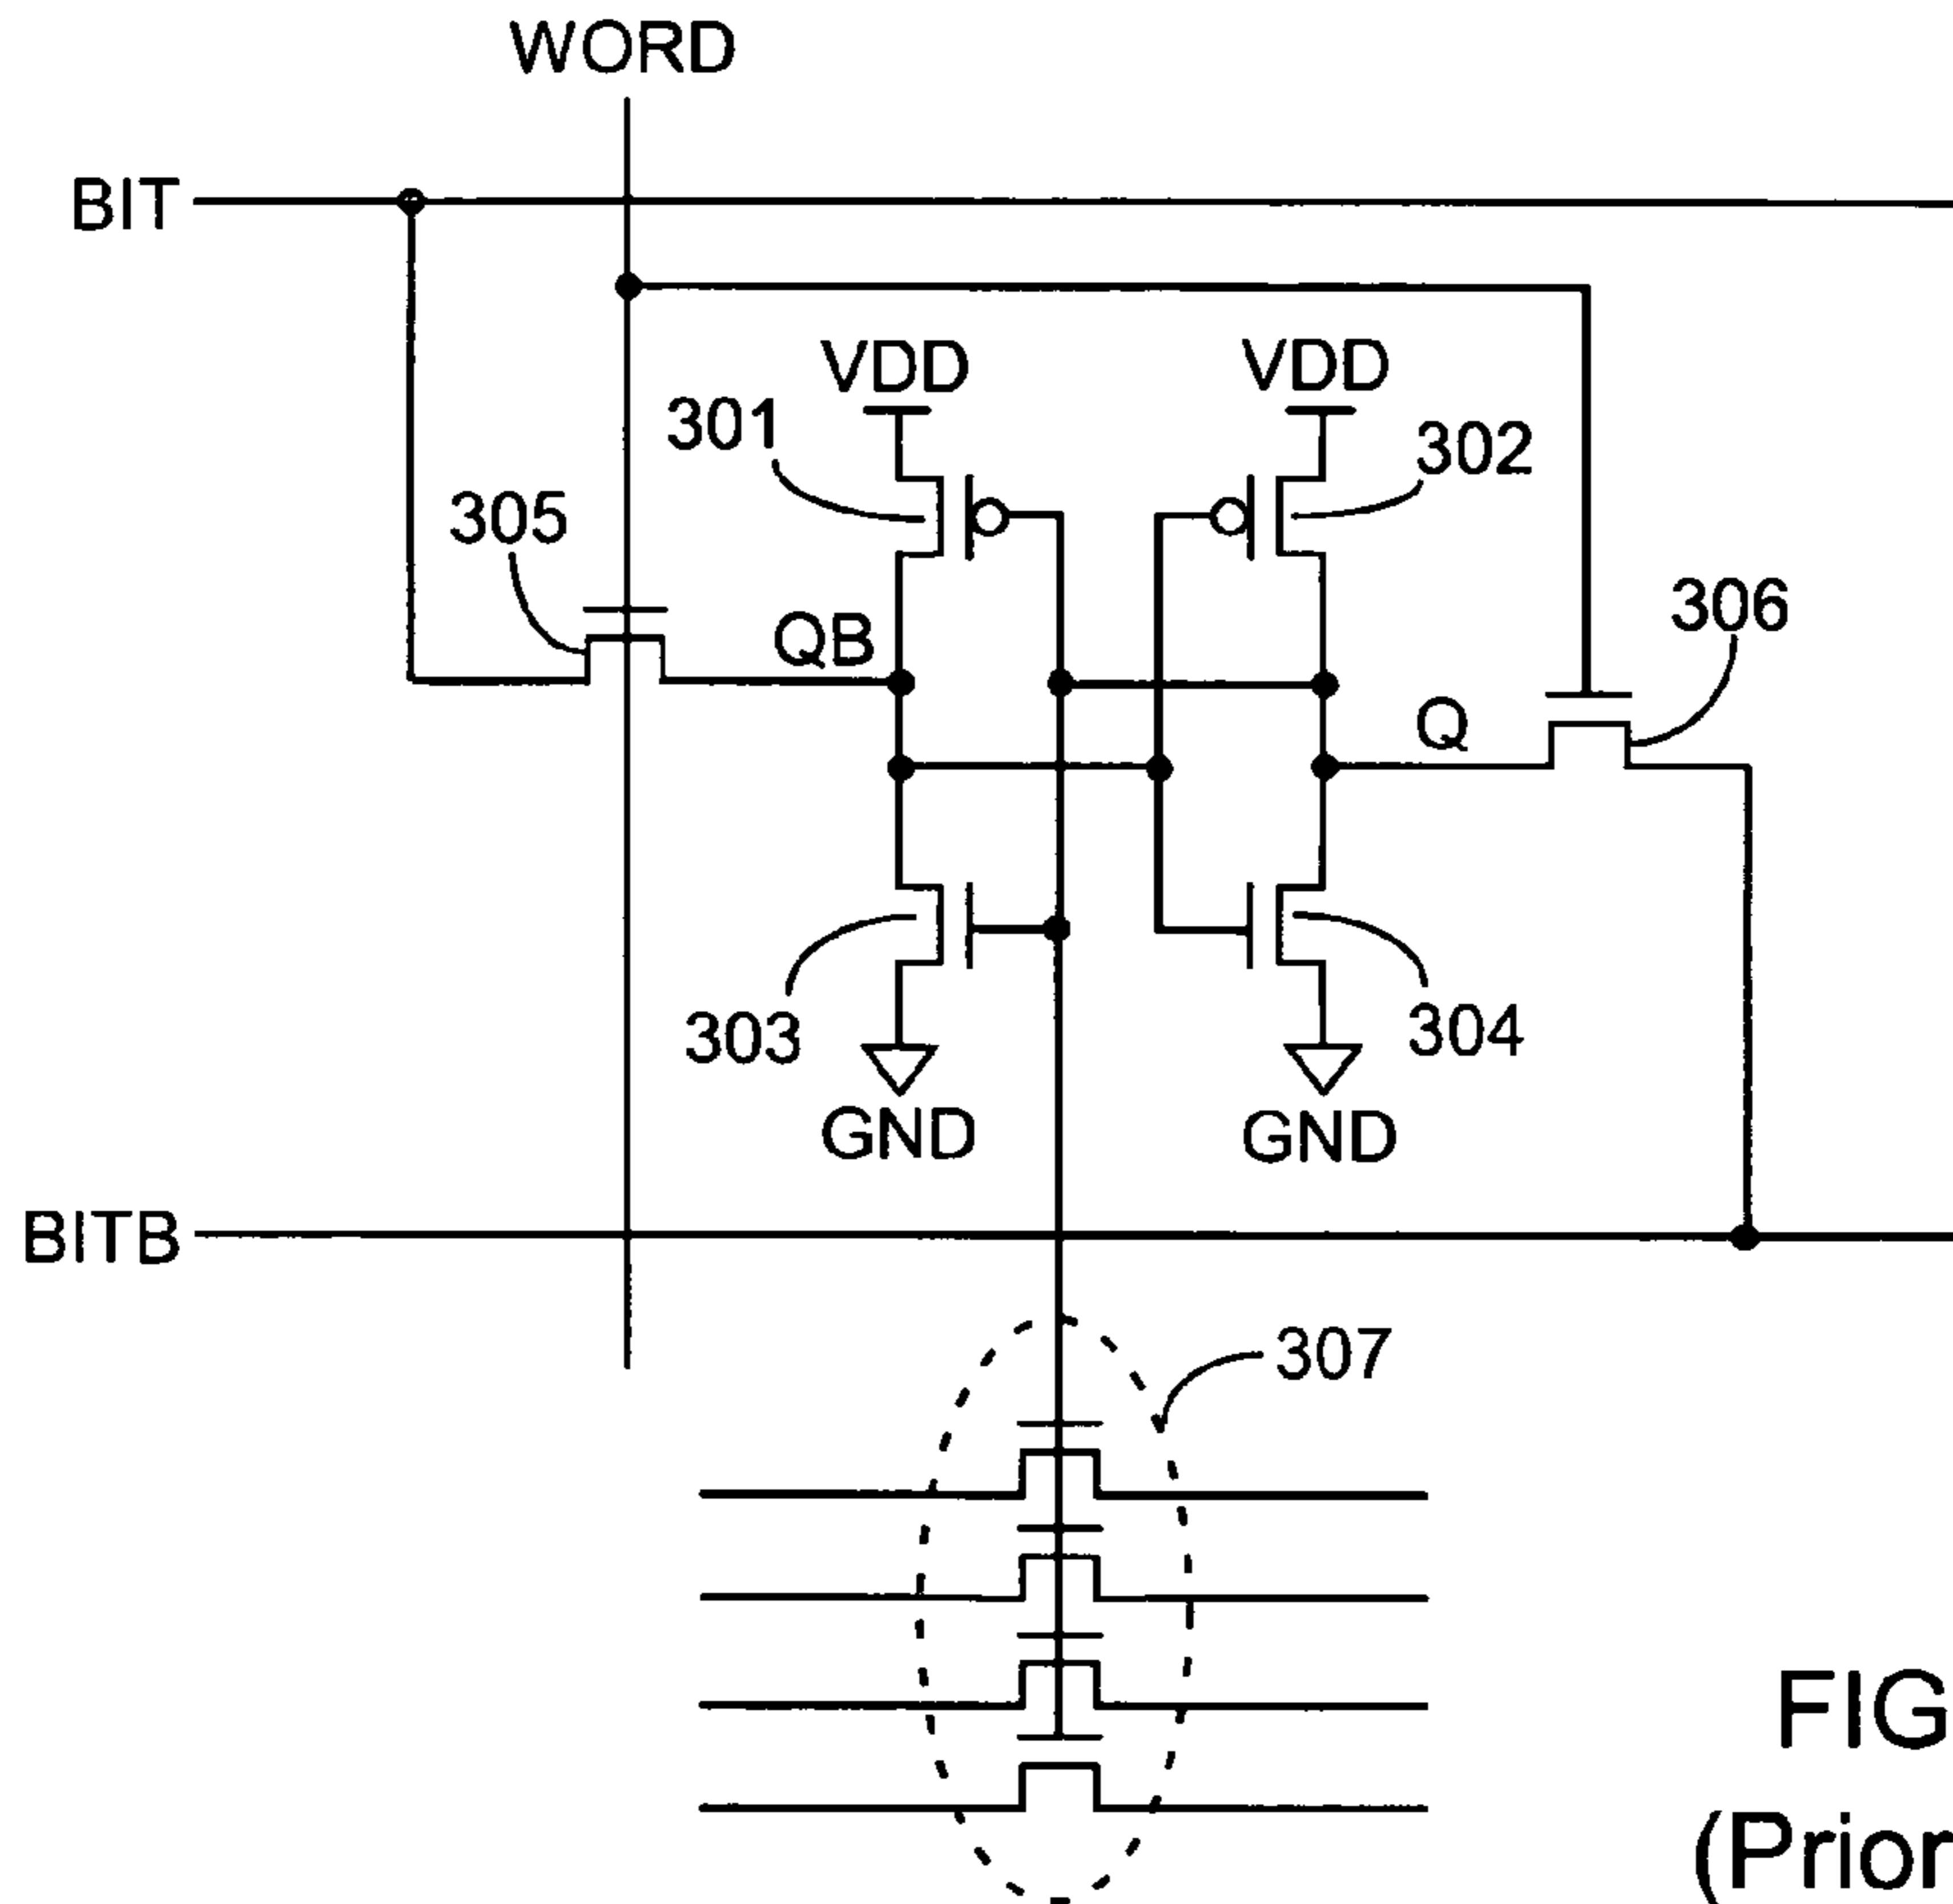 WORD
BIT
VDD
VDD
301
302
305
306
QB
Q
303
304
GND
GND
BITB
307
FIG
(Prior